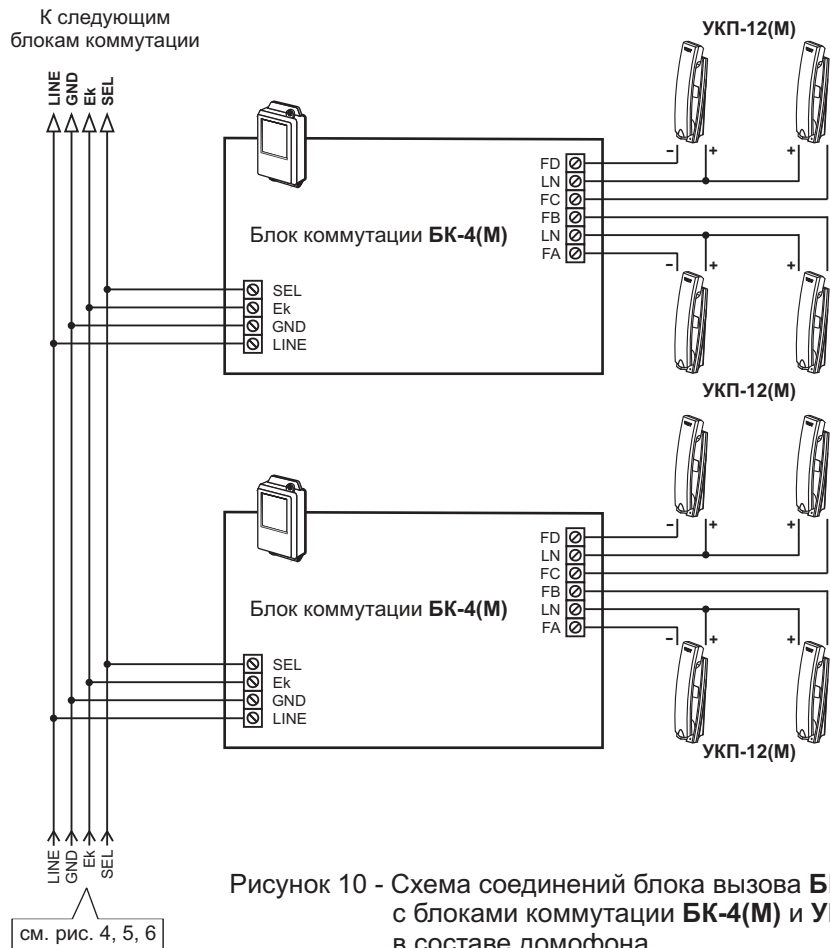 К следующим
блокам коммутации
LINE
GND
Ek
SEL
УКП-12(М)
- + +
FD
LN
FC
FB
LN
FA
Блок коммутации БК-4(М)
SEL
Ek
GND
LINE
- + +
УКП-12(М)
- + +
FD
LN
FC
FB
LN
FA
Блок коммутации БК-4(М)
SEL
Ek
GND
LINE
- + +
УКП-12(М)
LINE
GND
Ek
SEL
см. рис. 4, 5, 6
Рисунок 10 - Схема соединений блока вызова
с блоками коммутации БК-4(М) и
в составе домофона